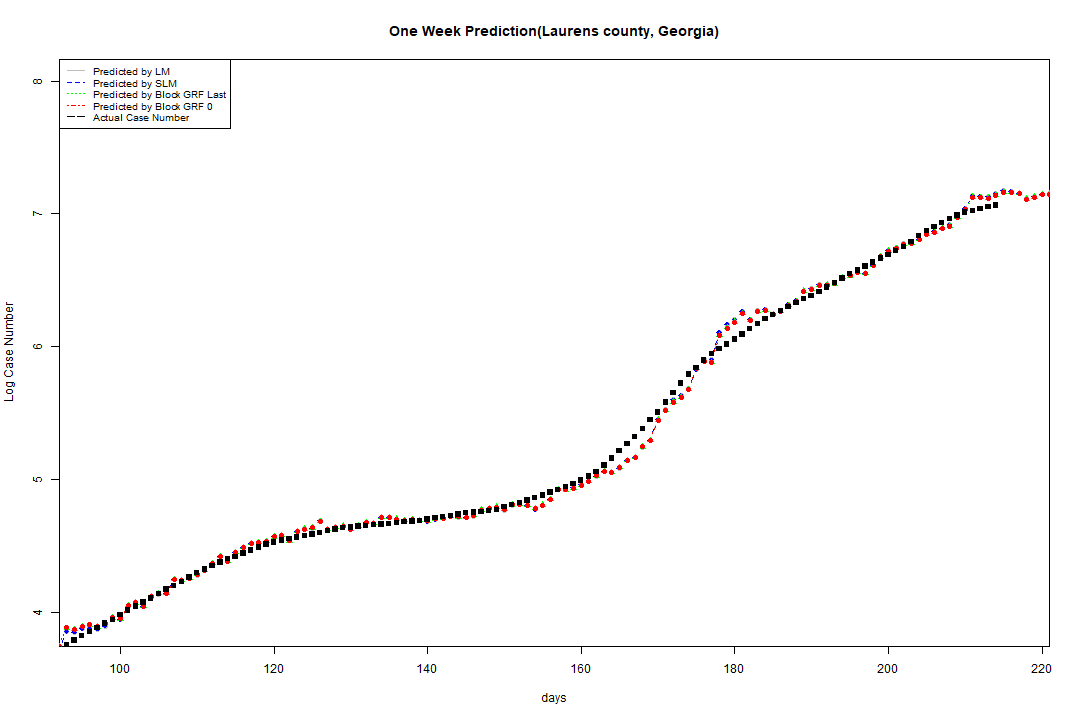 One Week Prediction(Laurens county, Georgia)
Predicted by LM
Predicted by SLM
Predicted by Block GRF Last
Predicted by Block GRF 0
Actual Case Number
8
7
6
5
4
Log Case Number
100 120 140 160 180 200 220
days